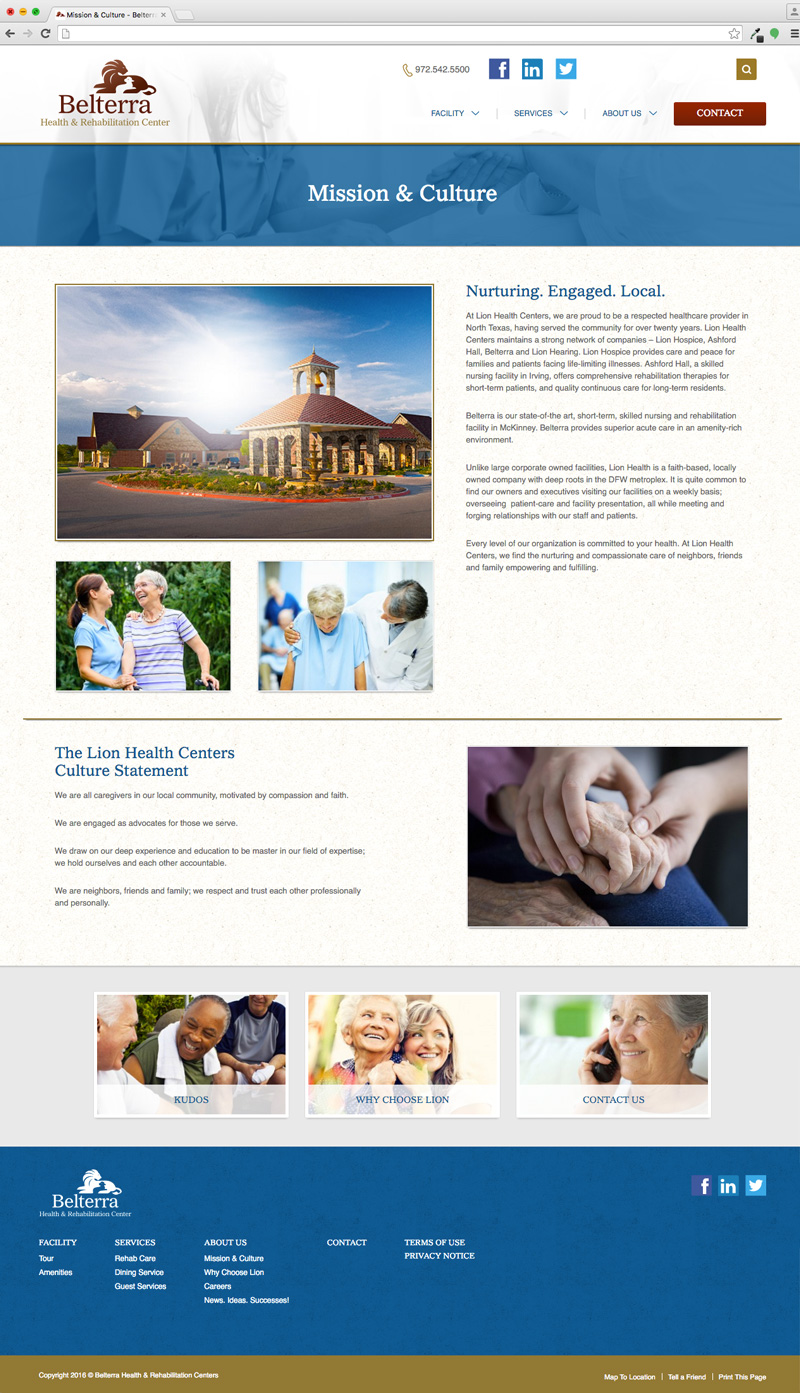 Mission & Culture - Belterra
972.542.5500
Belterra
Health & Rehabilitation Center
FACILITY
SERVICES
ABOUT US
CONTACT
Mission & Culture
Nurturing. Engaged. Local.
At Lion Health Centers, we are proud to be a respected healthcare provider in
North Texas, having served the community for over twenty years. Lion Health
Centers maintains a strong network of companies – Lion Hospice, Ashford
Hall, Belterra and Lion Hearing. Lion Hospice provides care and peace for
families and patients facing life-limiting illnesses. Ashford Hall, a skilled
nursing facility in Irving, offers comprehensive rehabilitation therapies for
short-term patients, and quality continuous care for long-term residents.
Belterra is our state-of-the art, short-term, skilled nursing and rehabilitation
facility in McKinney. Belterra provides superior acute care in an amenity-rich
environment.
Unlike large corporate owned facilities, Lion Health is a faith-based, locally
owned company with deep roots in the DFW metroplex. It is quite common to
find our owners and executives visiting our facilities on a weekly basis;
overseeing patient-care and facility presentation, all while meeting and
forging relationships with our staff and patients.
Every level of our organization is committed to your health. At Lion Health
Centers, we find the nurturing and compassionate care of neighbors, friends
and family empowering and fulfilling.
The Lion Health Centers
Culture Statement
We are all caregivers in our local community, motivated by compassion and faith.
We are engaged as advocates for those we serve.
We draw on our deep experience and education to be master in our field of expertise;
we hold ourselves and each other accountable.
We are neighbors, friends and family; we respect and trust each other professionally
and personally.
KUDOS
WHY CHOOSE LION
CONTACT US
Belterra
Health & Rehabilitation Center
FACILITY
Tour
Amenities
SERVICES
Rehab Care
Dining Service
Guest Services
ABOUT US
Mission & Culture
Why Choose Lion
Careers
News. Ideas. Successes!
CONTACT
TERMS OF USE
PRIVACY NOTICE
Copyright 2016 © Belterra Health & Rehabilitation Centers
Map To Location | Tell a Friend | Print This Page